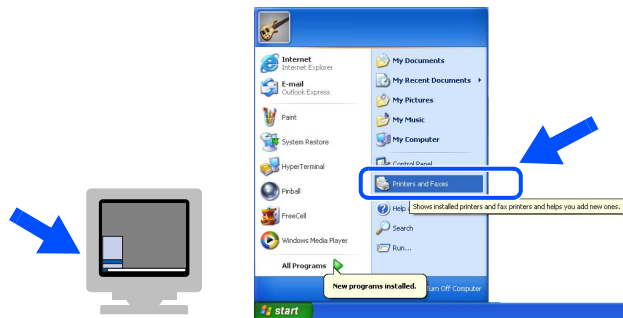 Internet
Internet Explorer
E-mail
Outlook Express
Paint
System Restore
HyperTerminal
Pinball
FreeCell
Windows Media Player
All Programs
My Documents
My Recent Documents
My Pictures
My Music
My Computer
Control Panel
Printers and Faxes
Help
Shows installed printers and fax printers and helps you add new ones.
Search
Run...
New programs installed.
Turn Off Computer
start